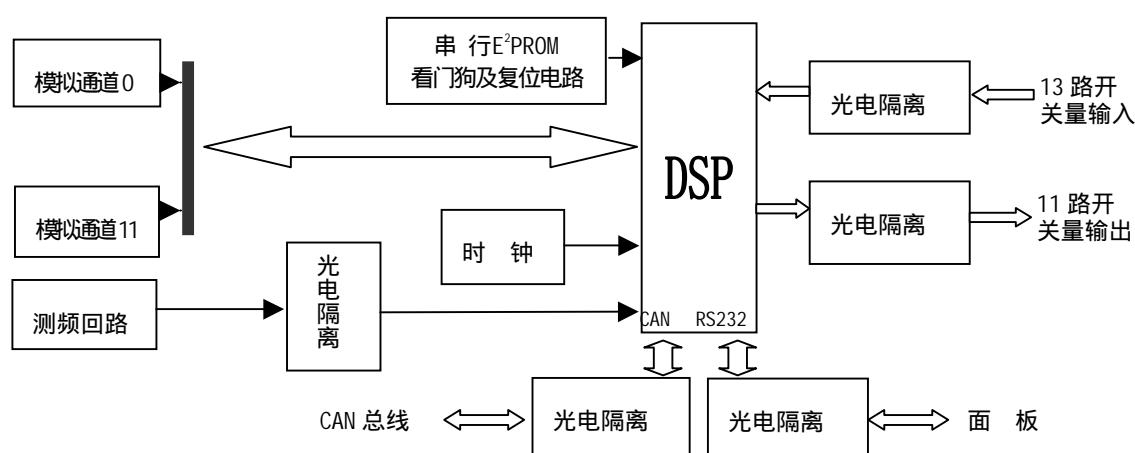 模拟通道0
模拟通道11
测频回路
光电隔离
串 行E²PROM
看门狗及复位电路
时 钟
DSP
CAN RS232
光电隔离
13 路开
关量输入
光电隔离
11 路开
关量输出
CAN 总线
光电隔离
光电隔离
面 板